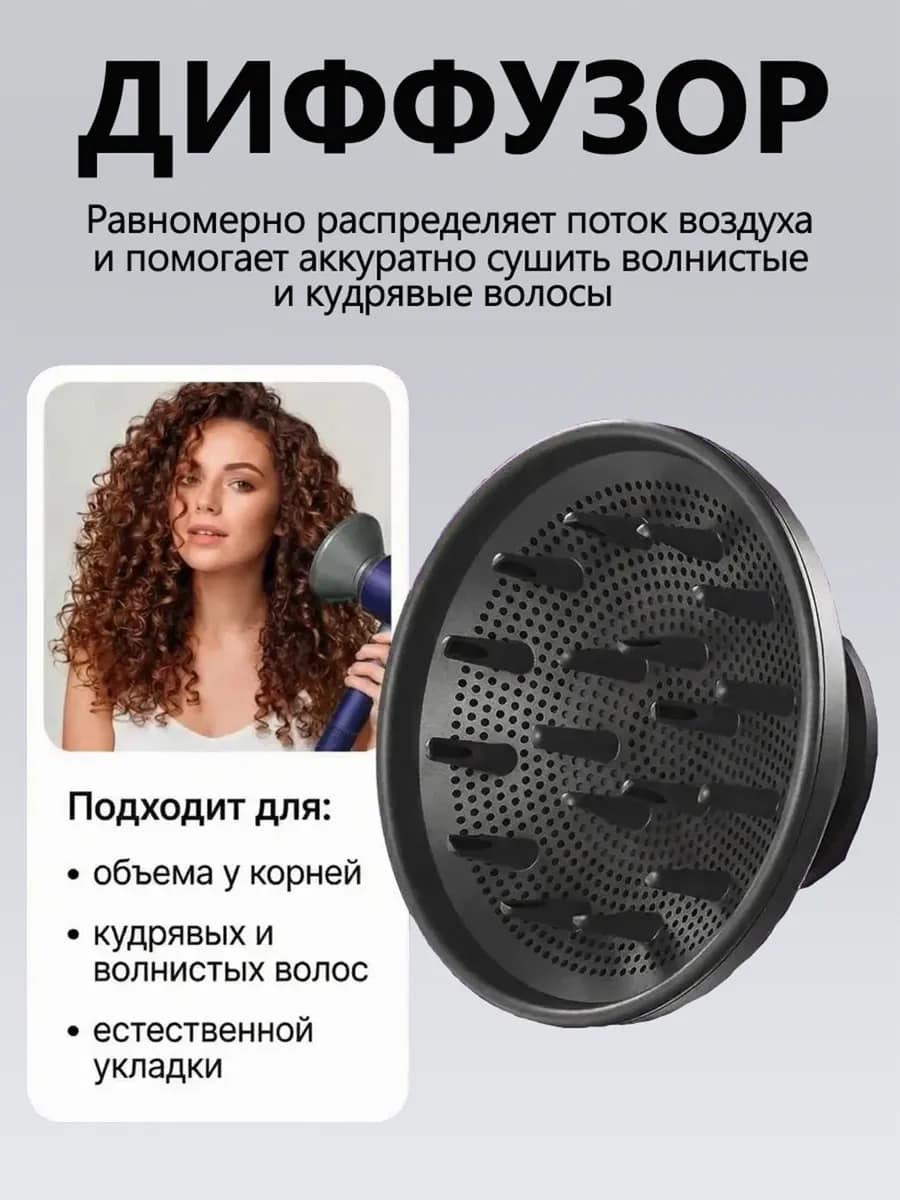 ДИФФУЗОР
Равномерно распределяет поток воздуха
и помогает аккуратно сушить волнистые
и кудрявые волосы
Подходит для:
• объема у корней
• кудрявых и
волнистых волос
• естественной
укладки